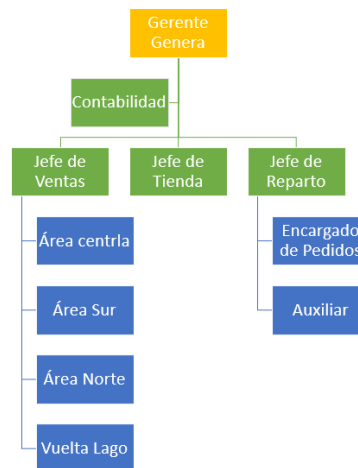 Gerente
Genera
Contabilidad
Jefe de
Ventas
Jefe de
Tienda
Jefe de
Reparto
Área centrla
Área Sur
Área Norte
Vuelta Lago
Encargado
de Pedidos
Auxiliar